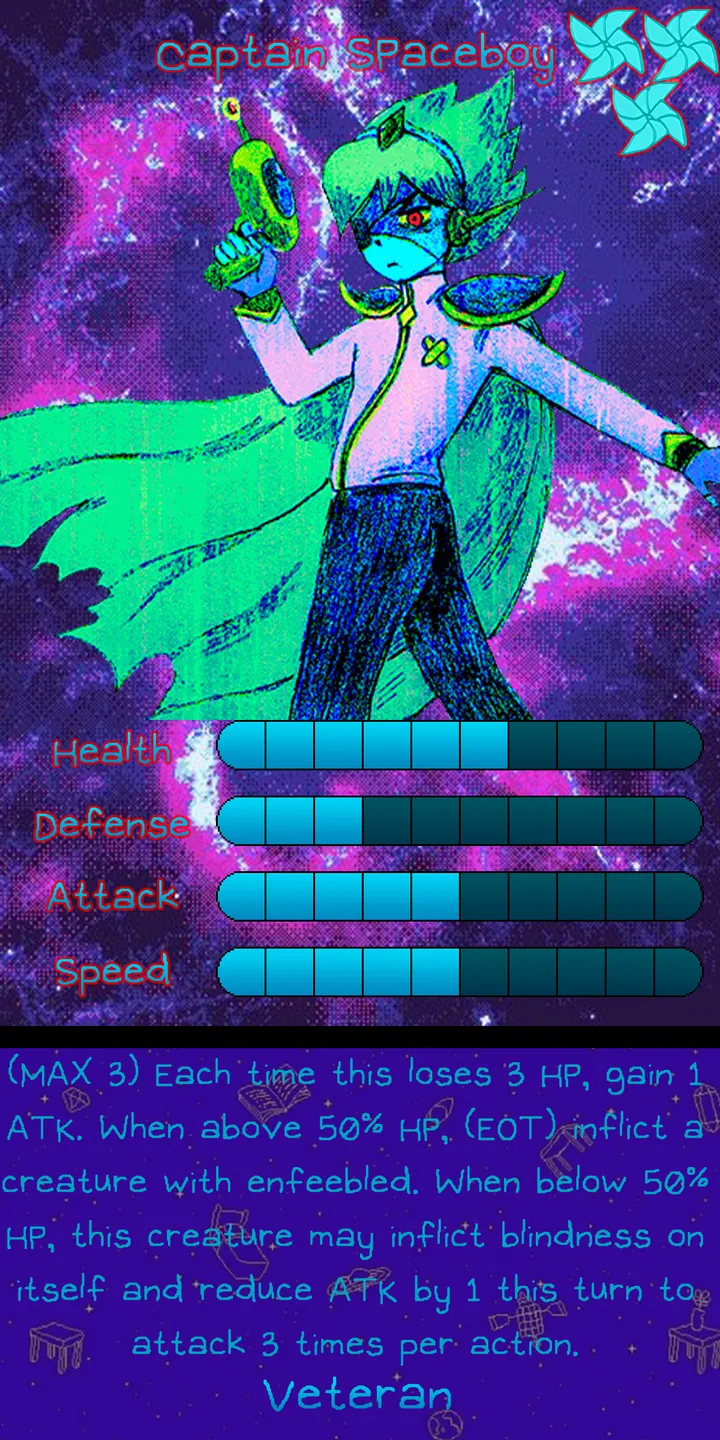 Captain SPaceboy
Health
Defense
Attack
Speed
(MAX 3) Each time this loses 3 HP, gain 1
ATK. When above 50% HP, (EOT) inflict a
creature with enfeebled. When below 50%
HP, this creature may inflict blindness on
itself and reduce ATK by 1 this turn to
attack 3 times per action.
Veteran